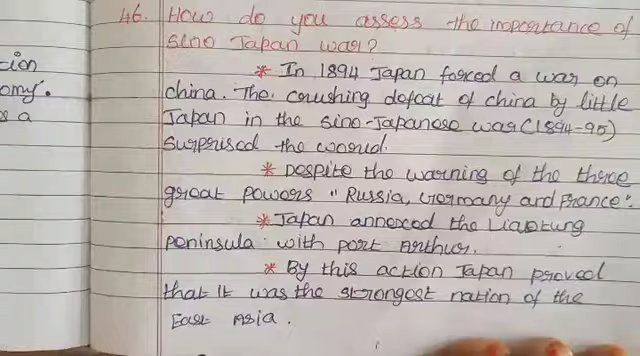 46. How do you assess the importance of
Sino Japan war?
cion
omy.
s a
* In 1894 Japan forced a war on
china. The crushing defeat of china by little
Japan in the sino-Japanese war (1894-95)
surprised the world.
* Despite the warning of the three
great powers "Russia, Germany and France".
* Japan annexed the Liaotung
peninsula with port Arthur.
* By this action Japan proved
that it was the strongest nation of the
East Asia.